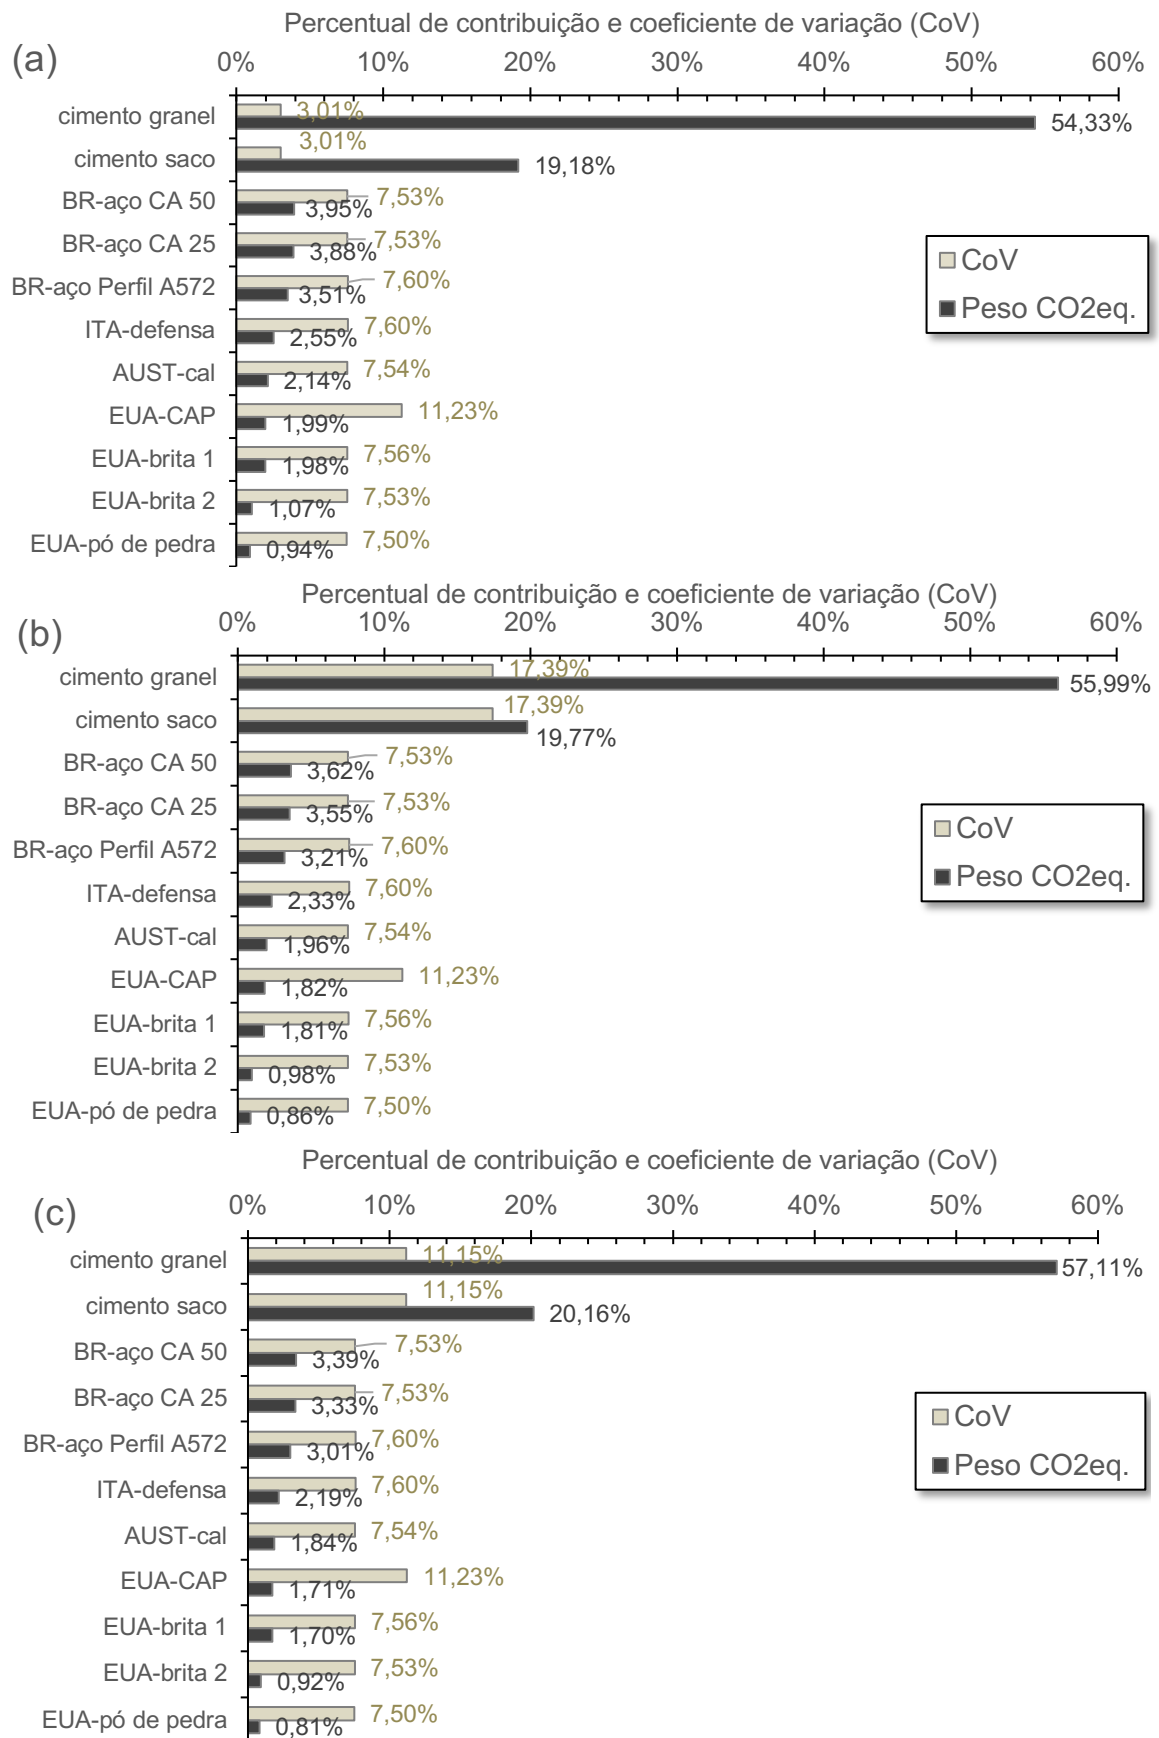 Percentual de contribuição e coeficiente de variação (CoV)
(a)
0% 10% 20% 30% 40% 50% 60%
cimento granel 3,01% 54,33%
cimento saco 3,01% 19,18%
BR-aço CA 50 7,53% 3,95%
BR-aço CA 25 7,53% 3,88%
BR-aço Perfil A572 7,60% 3,51%
ITA-defensa 7,60% 2,55%
AUST-cal 7,54% 2,14%
EUA-CAP 11,23% 1,99%
EUA-brita 1 7,56% 1,98%
EUA-brita 2 7,53% 1,07%
EUA-pó de pedra 7,50% 0,94%
CoV
Peso CO2eq.
Percentual de contribuição e coeficiente de variação (CoV)
(b)
0% 10% 20% 30% 40% 50% 60%
cimento granel 17,39% 55,99%
cimento saco 17,39% 19,77%
BR-aço CA 50 7,53% 3,62%
BR-aço CA 25 7,53% 3,55%
BR-aço Perfil A572 7,60% 3,21%
ITA-defensa 7,60% 2,33%
AUST-cal 7,54% 1,96%
EUA-CAP 11,23% 1,82%
EUA-brita 1 7,56% 1,81%
EUA-brita 2 7,53% 0,98%
EUA-pó de pedra 7,50% 0,86%
CoV
Peso CO2eq.
Percentual de contribuição e coeficiente de variação (CoV)
(c)
0% 10% 20% 30% 40% 50% 60%
cimento granel 11,15% 57,11%
cimento saco 11,15% 20,16%
BR-aço CA 50 7,53% 3,39%
BR-aço CA 25 7,53% 3,33%
BR-aço Perfil A572 7,60% 3,01%
ITA-defensa 7,60% 2,19%
AUST-cal 7,54% 1,84%
EUA-CAP 11,23% 1,71%
EUA-brita 1 7,56% 1,70%
EUA-brita 2 7,53% 0,92%
EUA-pó de pedra 7,50% 0,81%
CoV
Peso CO2eq.